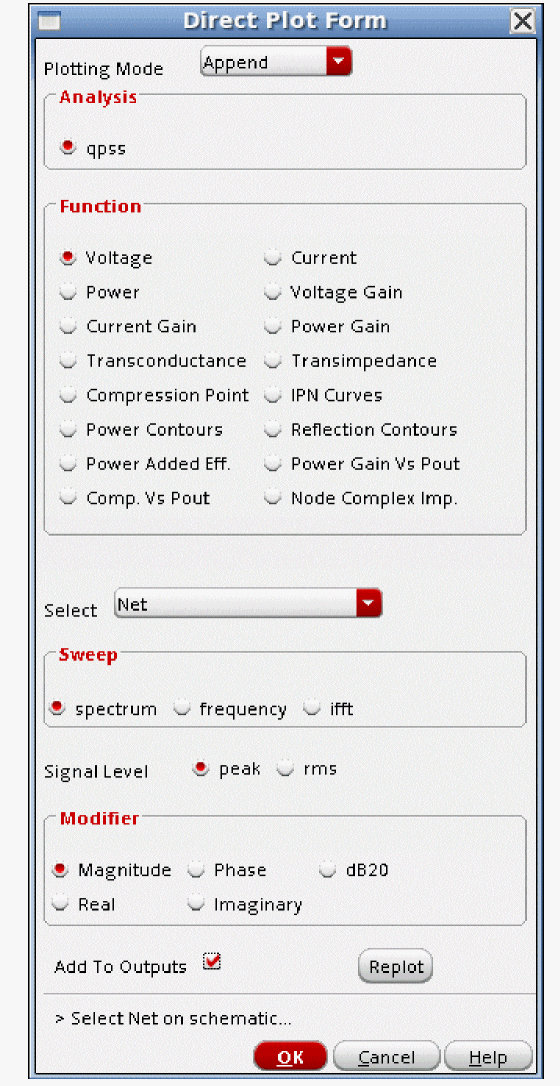 Direct Plot Form
Plotting Mode Append
Analysis
qpss
Function
Voltage Current
Power Voltage Gain
Current Gain Power Gain
Transconductance Transimpedance
Compression Point IPN Curves
Power Contours Reflection Contours
Power Added Eff. Power Gain Vs Pout
Comp. Vs Pout Node Complex Imp.
Select Net
Sweep
spectrum frequency ifft
Signal Level peak rms
Modifier
Magnitude Phase dB20
Real Imaginary
Add To Outputs Replot
> Select Net on schematic...
OK Cancel Help